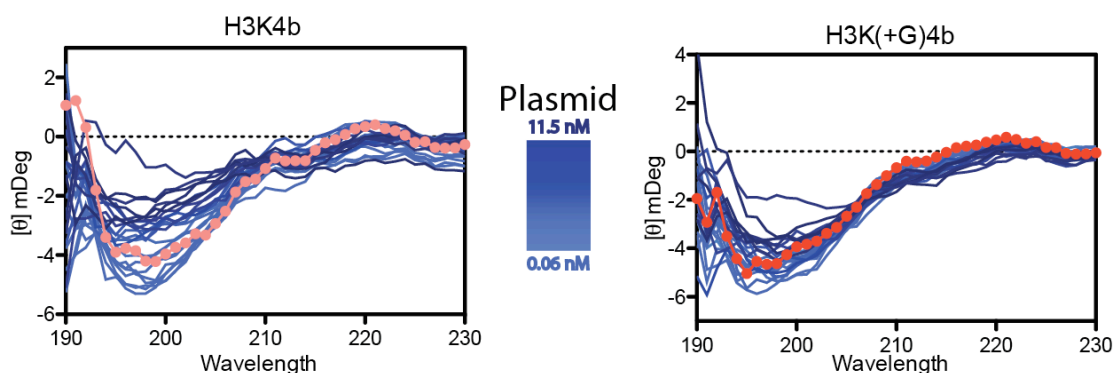 H3K4b
[θ] mDeg
2
0
-2
-4
-6
190
200
210
220
230
Wavelength
Plasmid
11.5 nM
0.06 nM
H3K(+G)4b
[θ] mDeg
4
2
0
-2
-4
-6
190
200
210
220
230
Wavelength